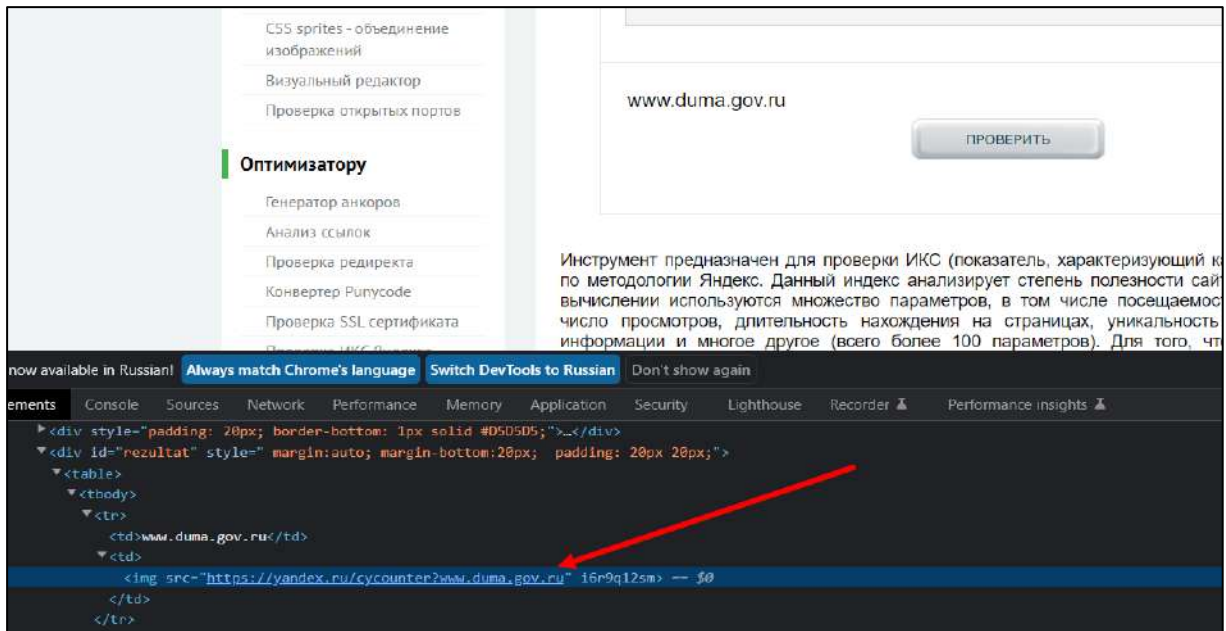 CSS sprites - объединение
изображений
Визуальный редактор
Проверка открытых портов
Оптимизатору
Генератор анкоров
Анализ ссылок
Проверка редиректа
Конвертер Punycode
Проверка SSL сертификата
Проверка ИКС Яндекс
www.duma.gov.ru
ПРОВЕРИТЬ
Инструмент предназначен для проверки ИКС (показатель, характеризующий к
по методологии Яндекс. Данный индекс анализирует степень полезности сай
вычислении используются множество параметров, в том числе посещаемос
число просмотров, длительность нахождения на страницах, уникальность
информации и многое другое (всего более 100 параметров). Для того, чт
now available in Russian! Always match Chrome's language Switch DevTools to Russian Don't show again
ements Console Sources Network Performance Memory Application Security Lighthouse Recorder Performance insights
<div style="padding: 20px; border-bottom: 1px solid #D5D5D5;">…</div>
<div id="rezultat" style=" margin:auto; margin-bottom:20px; padding: 20px 20px;">
<table>
<tbody>
<tr>
<td>www.duma.gov.ru</td>
<td>
<img src="https://yandex.ru/cycounter?www.duma.gov.ru" i6r9q12sm> == $0
</td>
</tr>